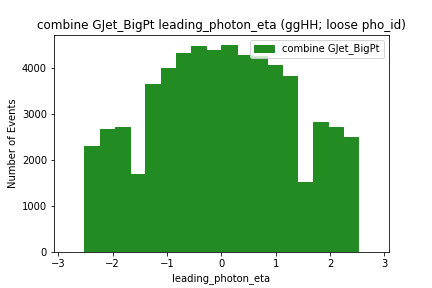 combine GJet_BigPt leading_photon_eta (ggHH; loose pho_id)
combine GJet_BigPt
Number of Events
4000
3000
2000
1000
0
−3 −2 −1 0 1 2 3
leading_photon_eta